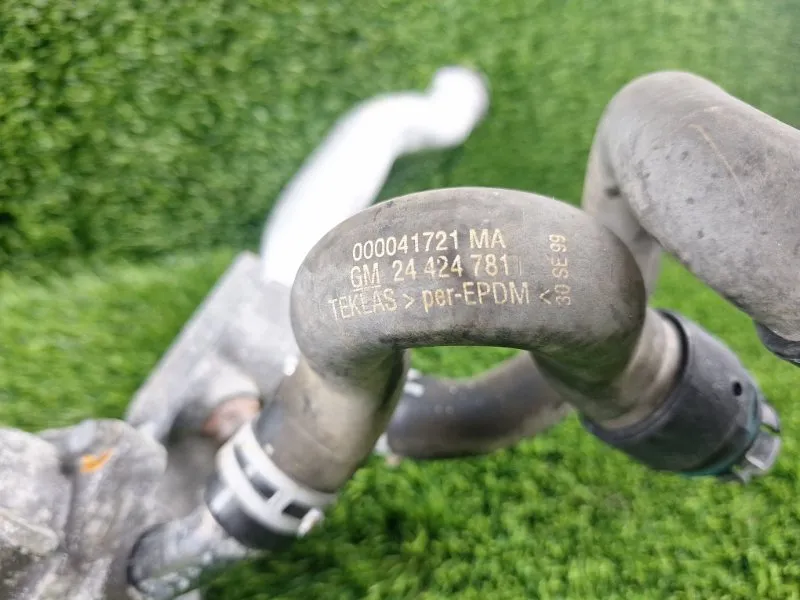 000041721 MA
GM 24 424 781
TEKLAS > per-EPDM <
30 SE 99